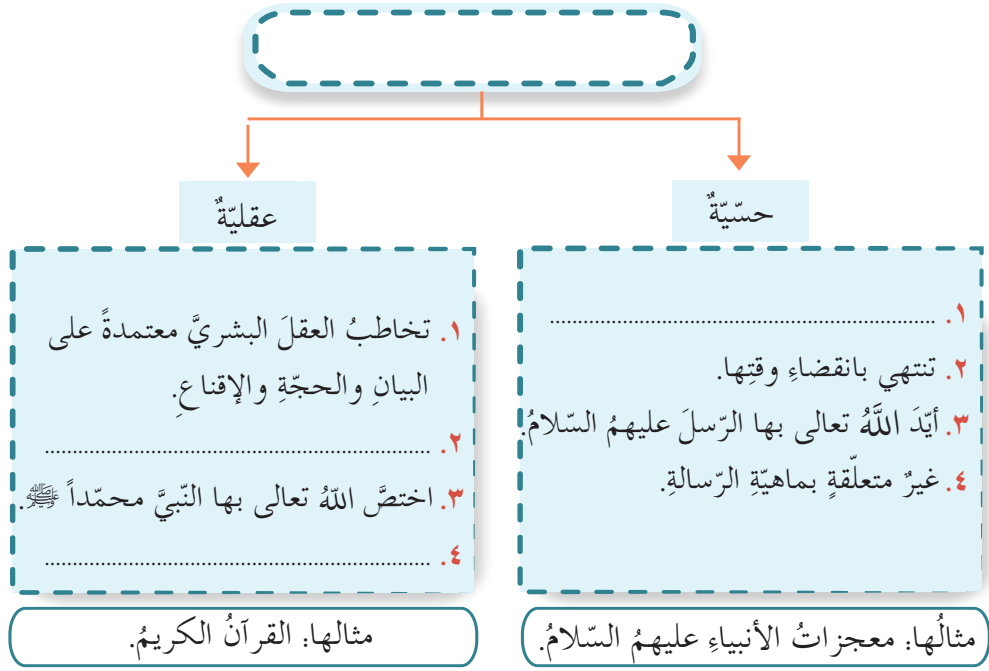 حسّيّةٌ
١. ......................................................................
٢. تنتهي بانقضاءِ وقتِها.
٣. أيّدَ اللَّهُ تعالى بها الرّسلَ عليهمُ السّلامُ.
٤. غيرُ متعلّقةٍ بماهيّةِ الرّسالةِ.
مثالُها: معجزاتُ الأنبياءِ عليهمُ السّلامُ.
عقليّةٌ
١. تخاطبُ العقلَ البشريَّ معتمدةً على
البيانِ والحجّةِ والإقناعِ.
٢. ......................................................................
٣. اختصَّ اللّهُ تعالى بها النّبيَّ محمّداً ﷺ.
٤. ......................................................................
مثالها: القرآنُ الكريمُ.